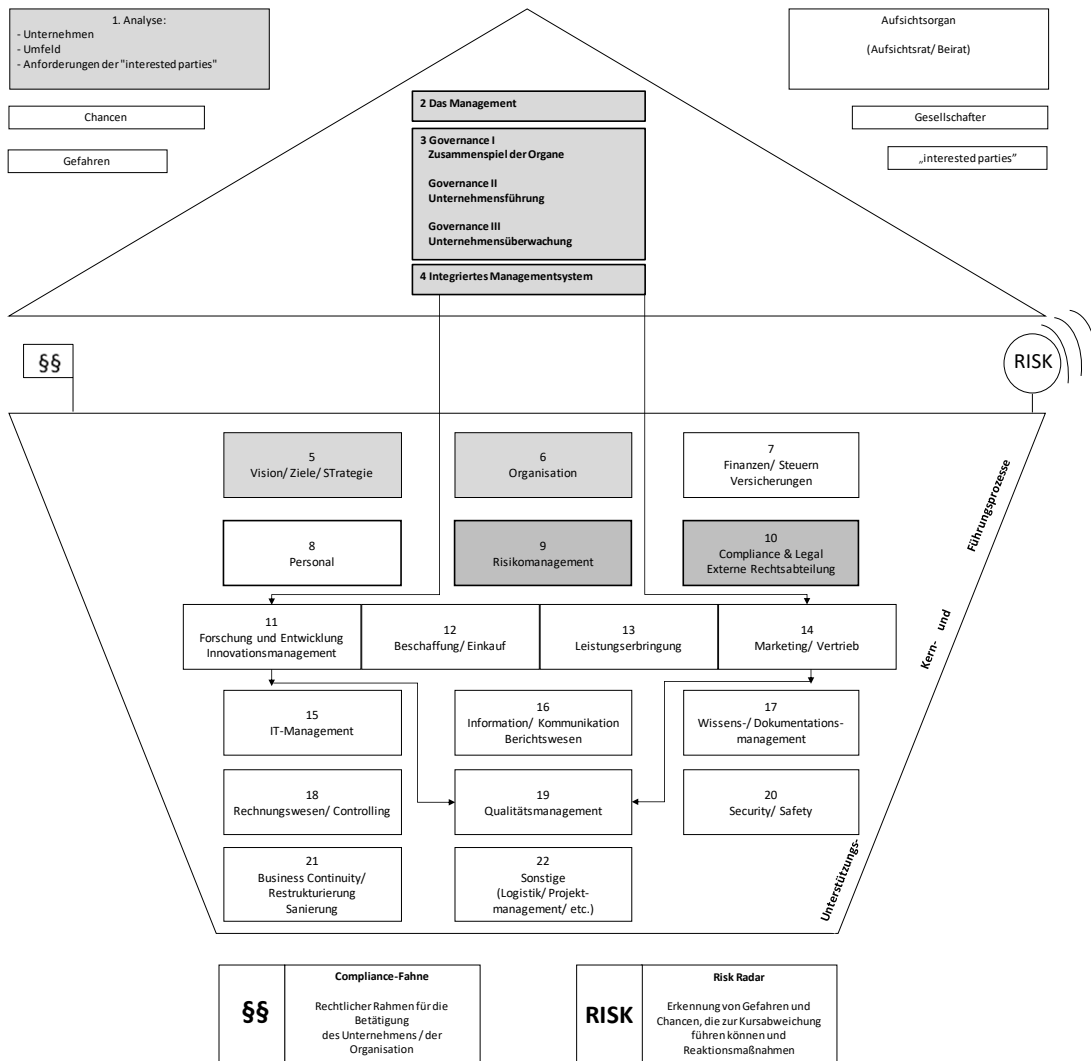 1. Analyse:
- Unternehmen
- Umfeld
- Anforderungen der "interested parties"
Chancen
Gefahren
Aufsichtsorgan
(Aufsichtsrat/ Beirat)
Gesellschafter
„interested parties"
2 Das Management
3 Governance I
Zusammenspiel der Organe
Governance II
Unternehmensführung
Governance III
Unternehmensüberwachung
4 Integriertes Managementsystem
§§
RISK
5
Vision/ Ziele/ STrategie
6
Organisation
7
Finanzen/ Steuern
Versicherungen
8
Personal
9
Risikomanagement
10
Compliance & Legal
Externe Rechtsabteilung
Führungsprozesse
11
Forschung und Entwicklung
Innovationsmanagement
12
Beschaffung/ Einkauf
13
Leistungserbringung
14
Marketing/ Vertrieb
Kern- und
15
IT-Management
16
Information/ Kommunikation
Berichtswesen
17
Wissens-/ Dokumentations-
management
18
Rechnungswesen/ Controlling
19
Qualitätsmanagement
20
Security/ Safety
21
Business Continuity/
Restrukturierung
Sanierung
22
Sonstige
(Logistik/ Projekt-
management/ etc.)
Unterstützungs-
§§
Compliance-Fahne
Rechtlicher Rahmen für die
Betätigung
des Unternehmens / der
Organisation
RISK
Risk Radar
Erkennung von Gefahren und
Chancen, die zur Kursabweichung
führen können und
Reaktionsmaßnahmen